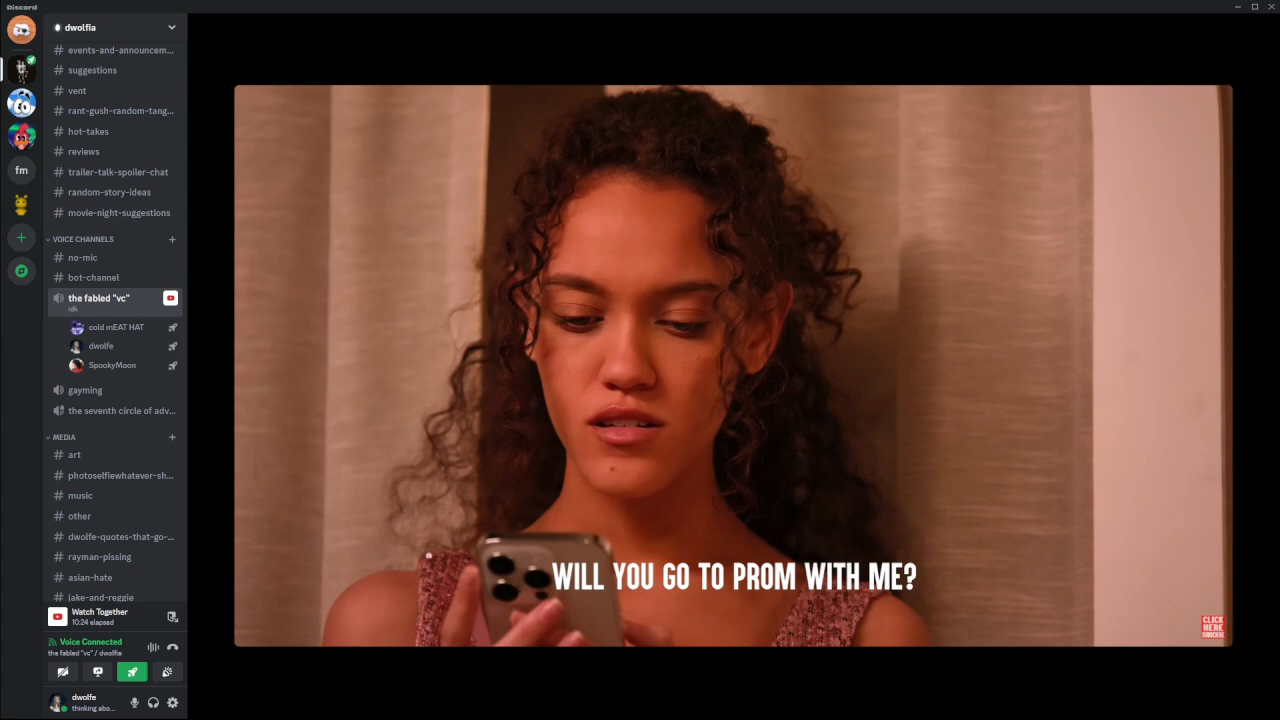 Discord
dwolfia
events-and-announcem...
suggestions
vent
rant-gush-random-tang...
hot-takes
reviews
trailer-talk-spoiler-chat
random-story-ideas
movie-night-suggestions
fm
VOICE CHANNELS
no-mic
bot-channel
the fabled "vc"
idk
cold mEAT HAT
dwolfe
SpookyMoon
gayming
the seventh circle of adv...
MEDIA
art
photoselfiewhatever-sh...
music
other
dwolfe-quotes-that-go-...
rayman-pissing
asian-hate
jake-and-reggie
Watch Together
10:24 elapsed
Voice Connected
the fabled "vc" / dwolfia
dwolfe
thinking abo...
WILL YOU GO TO PROM WITH ME?
CLICK
HERE
SUBSCRIBE